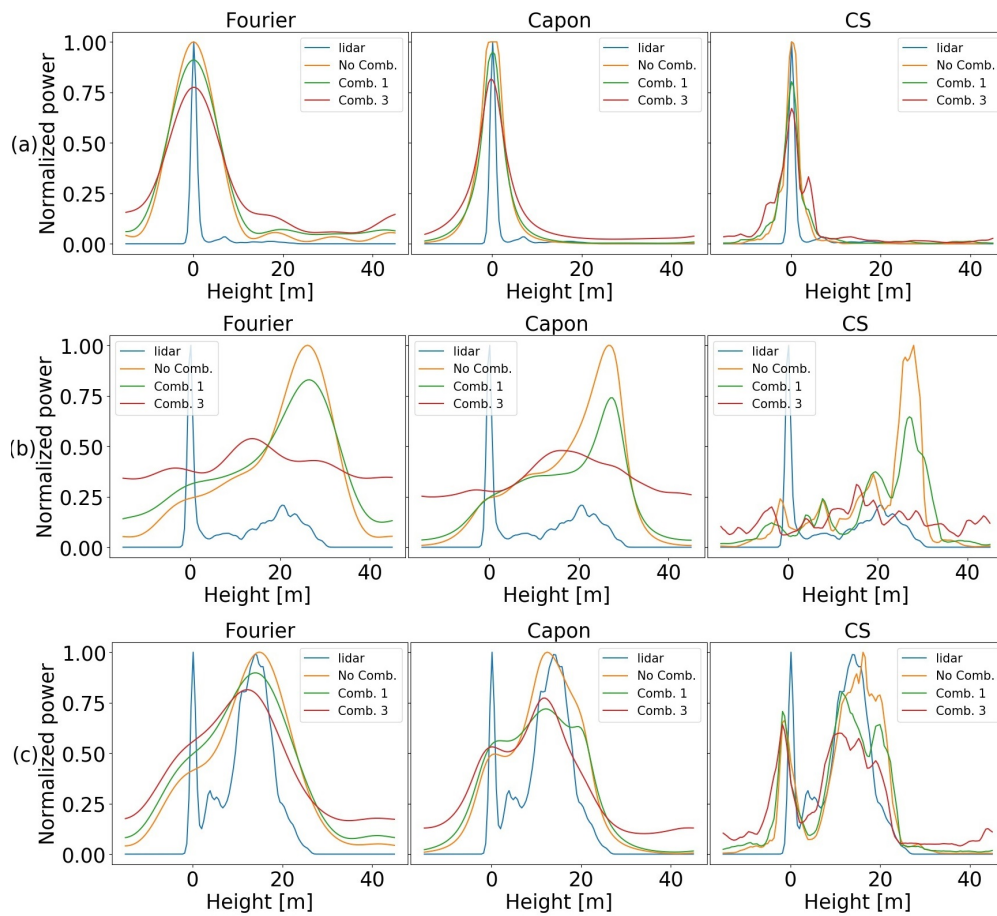 Fourier Capon CS
1.00 lidar lidar lidar
No Comb. No Comb. No Comb.
0.75 Comb. 1 Comb. 1 Comb. 1
Comb. 3 Comb. 3 Comb. 3
(a) Normalized power
0.50
0.25
0.00
0 20 40 0 20 40 0 20 40
Height [m] Height [m] Height [m]
Fourier Capon CS
1.00 lidar lidar lidar
No Comb. No Comb. No Comb.
0.75 Comb. 1 Comb. 1 Comb. 1
Comb. 3 Comb. 3 Comb. 3
(b) Normalized power
0.50
0.25
0.00
0 20 40 0 20 40 0 20 40
Height [m] Height [m] Height [m]
Fourier Capon CS
1.00 lidar lidar lidar
No Comb. No Comb. No Comb.
0.75 Comb. 1 Comb. 1 Comb. 1
Comb. 3 Comb. 3 Comb. 3
(c) Normalized power
0.50
0.25
0.00
0 20 40 0 20 40 0 20 40
Height [m] Height [m] Height [m]